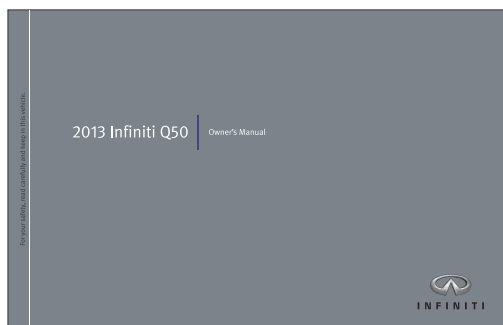 For your safety, read carefully and keep in this vehicle.
2013 Infiniti Q50
Owner's Manual
INFINITI